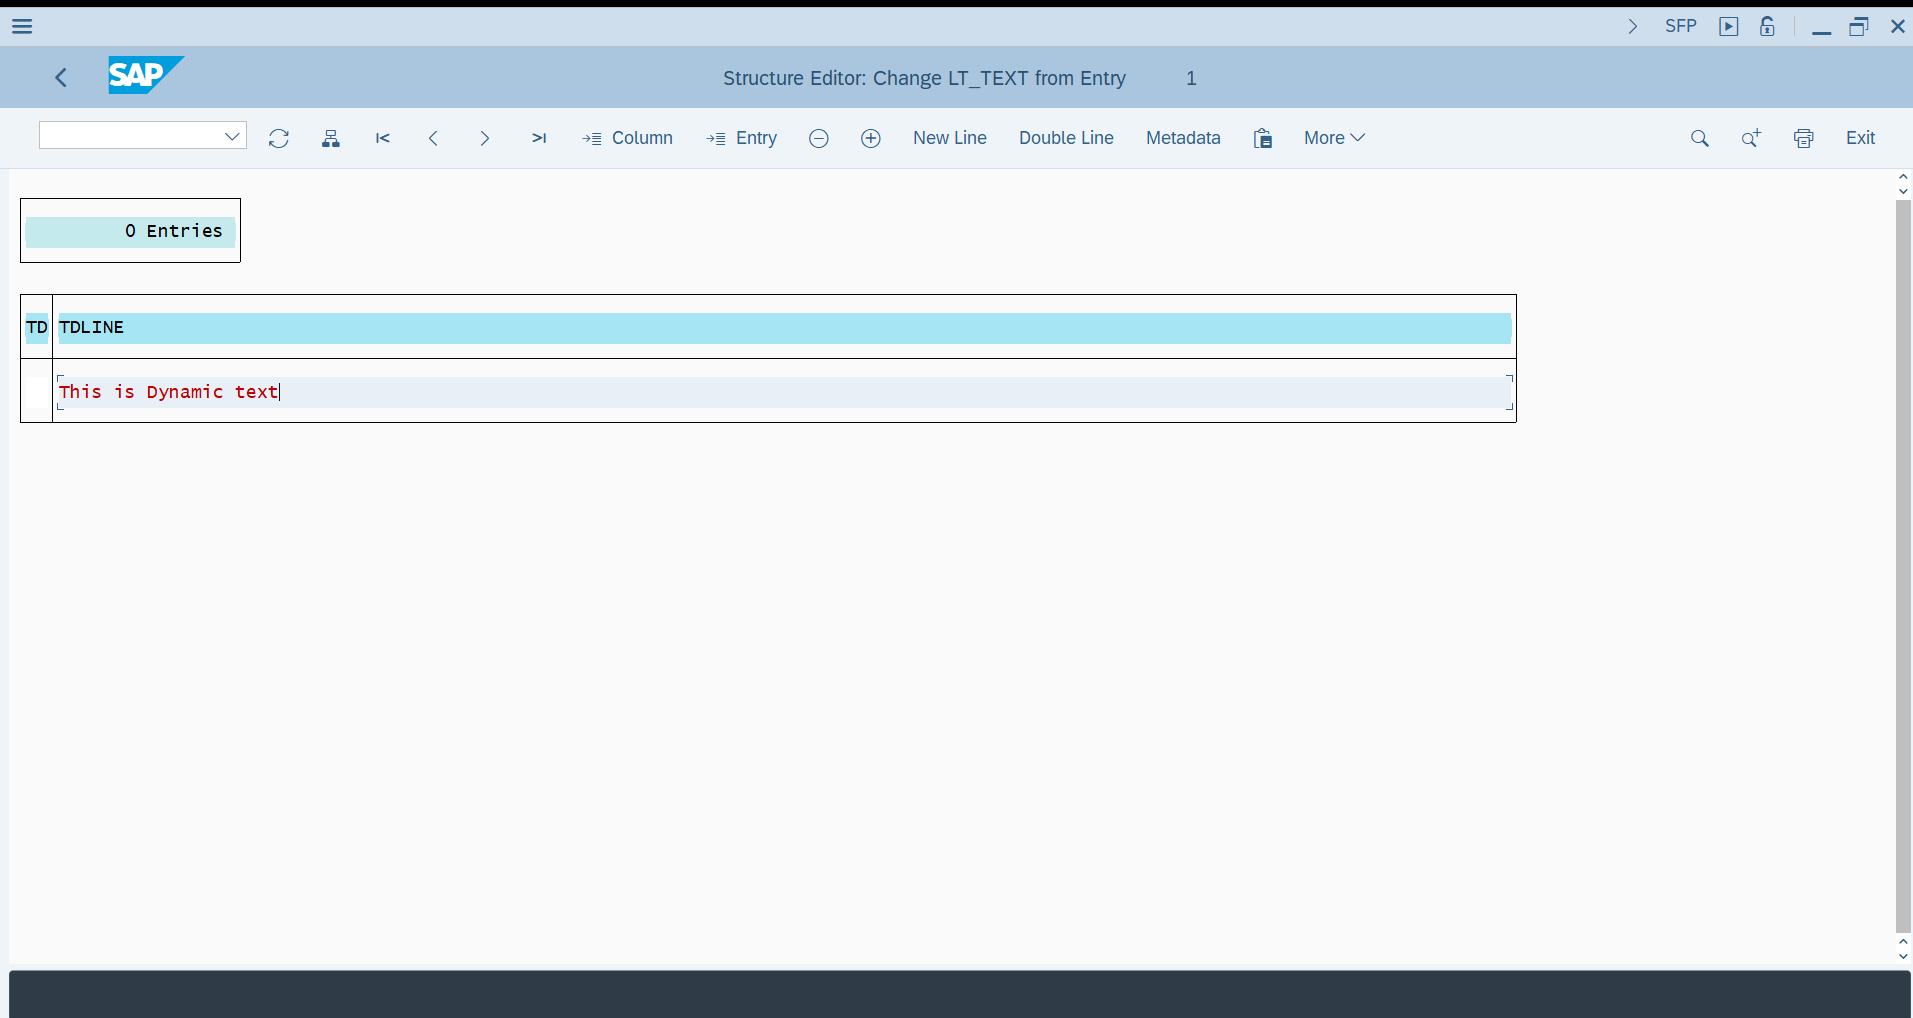 SFP
SAP
Structure Editor: Change LT_TEXT from Entry 1
Column Entry New Line Double Line Metadata More Exit
0 Entries
TD TDLINE
This is Dynamic text